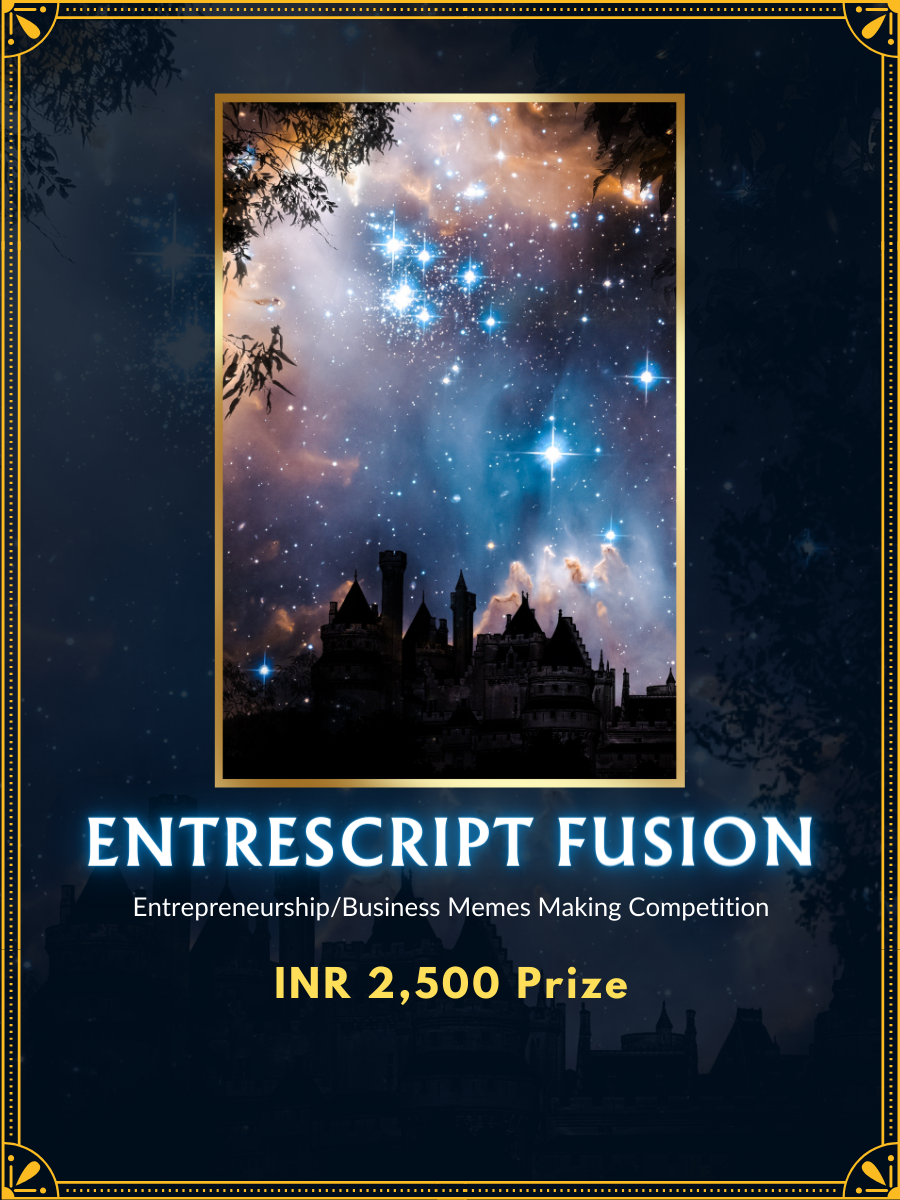 ENTRESCRIPT FUSION
Entrepreneurship/Business Memes Making Competition
INR 2,500 Prize